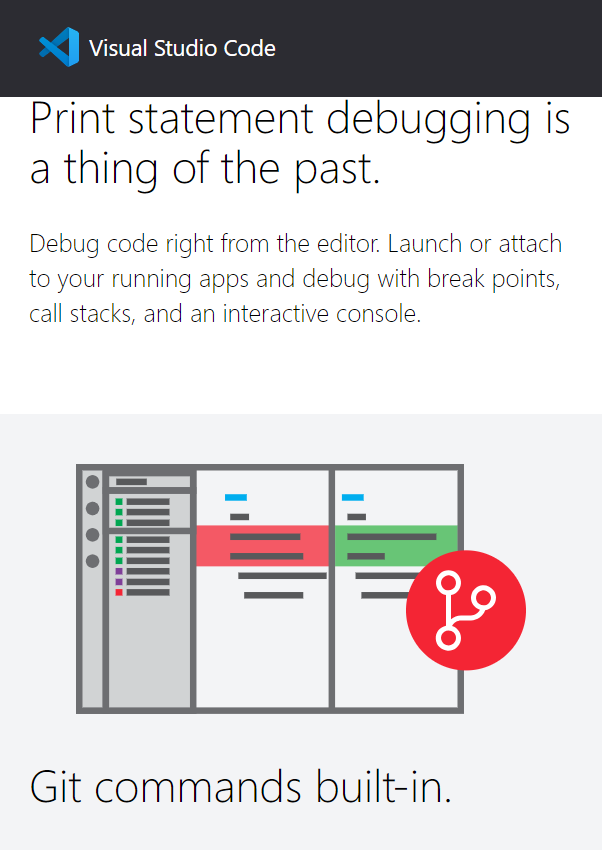 Visual Studio Code
Print statement debugging is
a thing of the past.
Debug code right from the editor. Launch or attach
to your running apps and debug with break points,
call stacks, and an interactive console.
Git commands built-in.